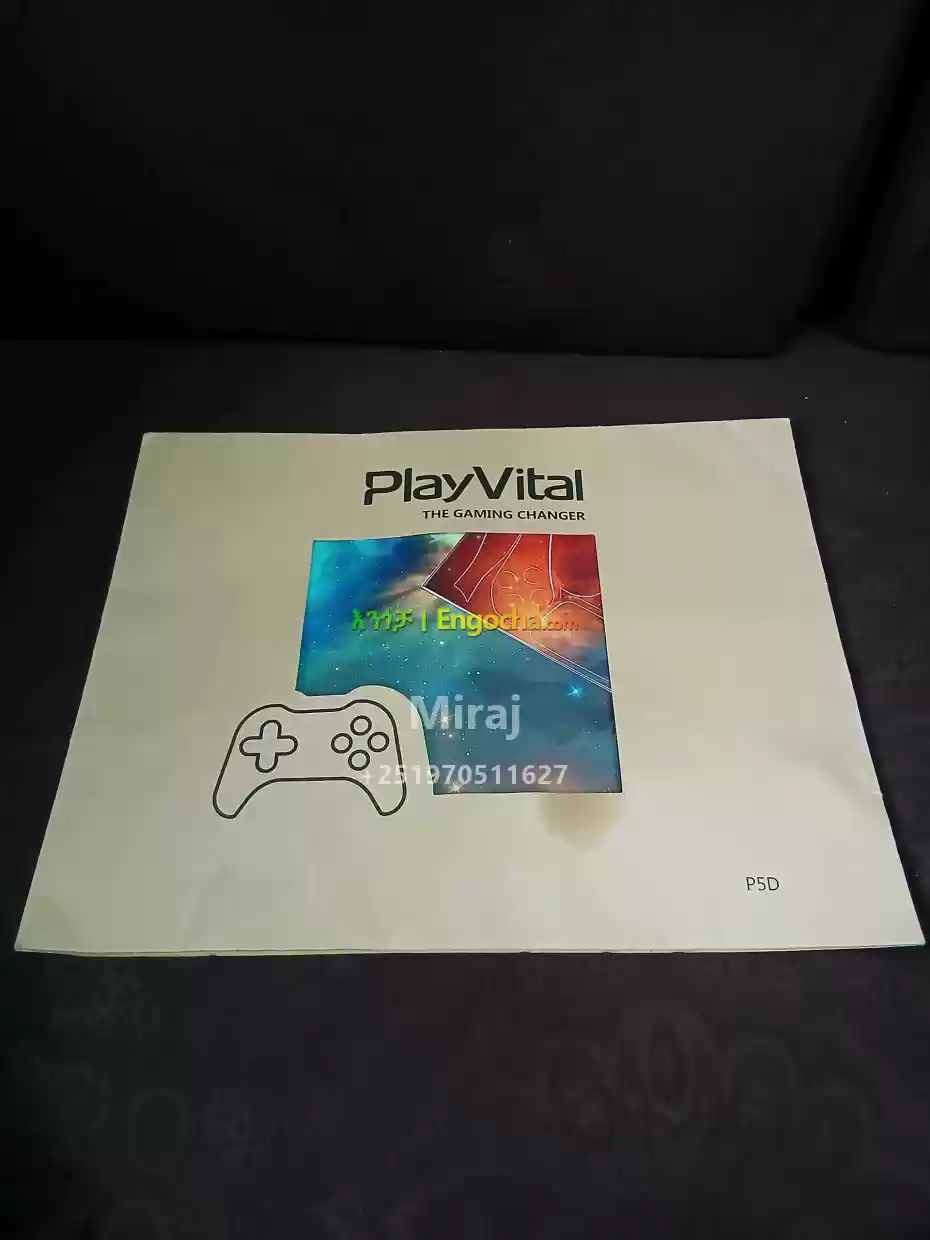 PlayVital
THE GAMING CHANGER
እንጎቻ | Engocha.com
Miraj
+251970511627
P5D